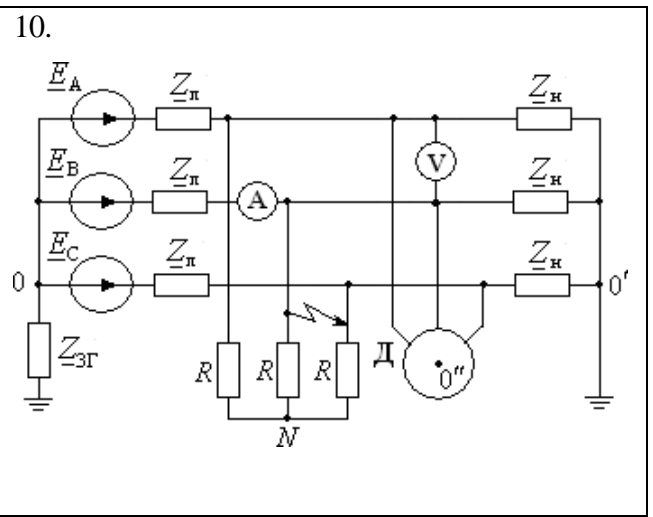 10.
E_A Z_л Z_н
V
E_B Z_л A Z_н
E_C Z_л Z_н
0 0'
Z_ЗГ R R R Д 0"
N